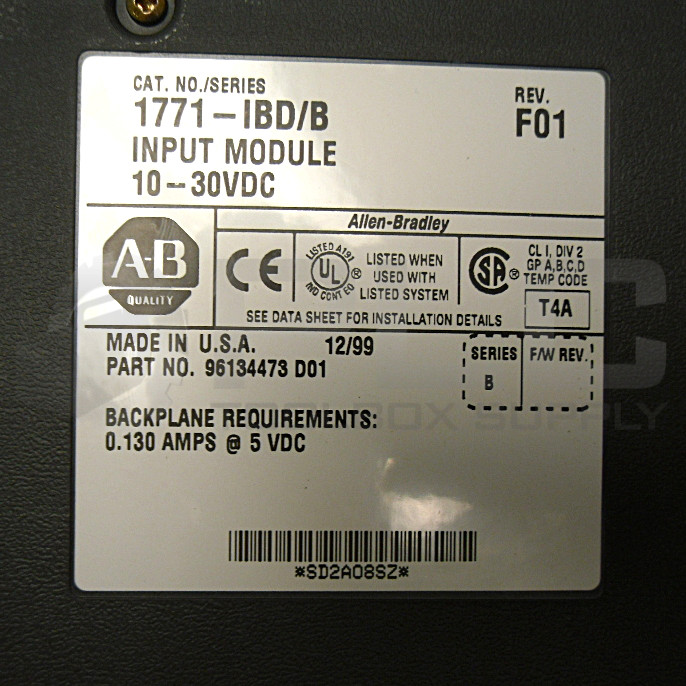 CAT. NO./SERIES
1771-IBD/B
INPUT MODULE
10-30VDC
REV.
F01
Allen-Bradley
A-B
QUALITY
CE
LISTED A191
UL
®
IND CONT EQ
LISTED WHEN
USED WITH
LISTED SYSTEM
SA
®
CL I, DIV 2
GP A,B,C,D
TEMP CODE
T4A
SEE DATA SHEET FOR INSTALLATION DETAILS
MADE IN U.S.A. 12/99
PART NO. 96134473 D01
SERIES
B
F/W REV.
BACKPLANE REQUIREMENTS:
0.130 AMPS @ 5 VDC
TOOLBOX SUPPLY
*SD2A08SZ*